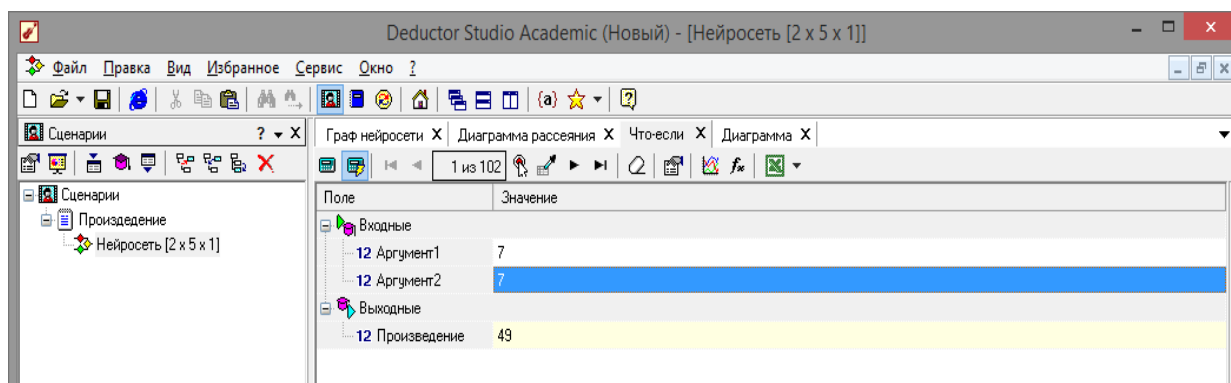 Deductor Studio Academic (Новый) - [Нейросеть [2 x 5 x 1]]
Файл Правка Вид Избранное Сервис Окно ?
Сценарии ? X
Граф нейросети X Диаграмма рассеяния X Что-если X Диаграмма X
1 из 102
Сценарии
Произдедение
Нейросеть [2 x 5 x 1]
Поле Значение
Входные
12 Аргумент1 7
12 Аргумент2 7
Выходные
12 Произведение 49